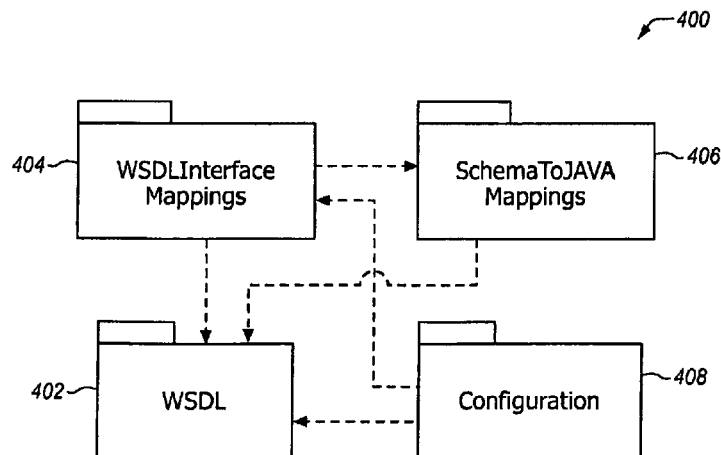 400
404
WSDLInterface
Mappings
SchemaToJAVA
Mappings
406
402
WSDL
Configuration
408